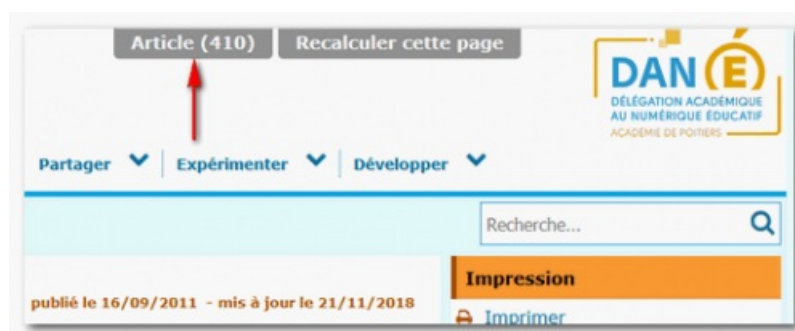 Article (410) Recalculer cette page
DAN É
DÉLÉGATION ACADÉMIQUE
AU NUMÉRIQUE ÉDUCATIF
ACADÉMIE DE POITIERS
Partager Expérimenter Développer
Recherche...
Impression
publié le 16/09/2011 - mis à jour le 21/11/2018
Imprimer